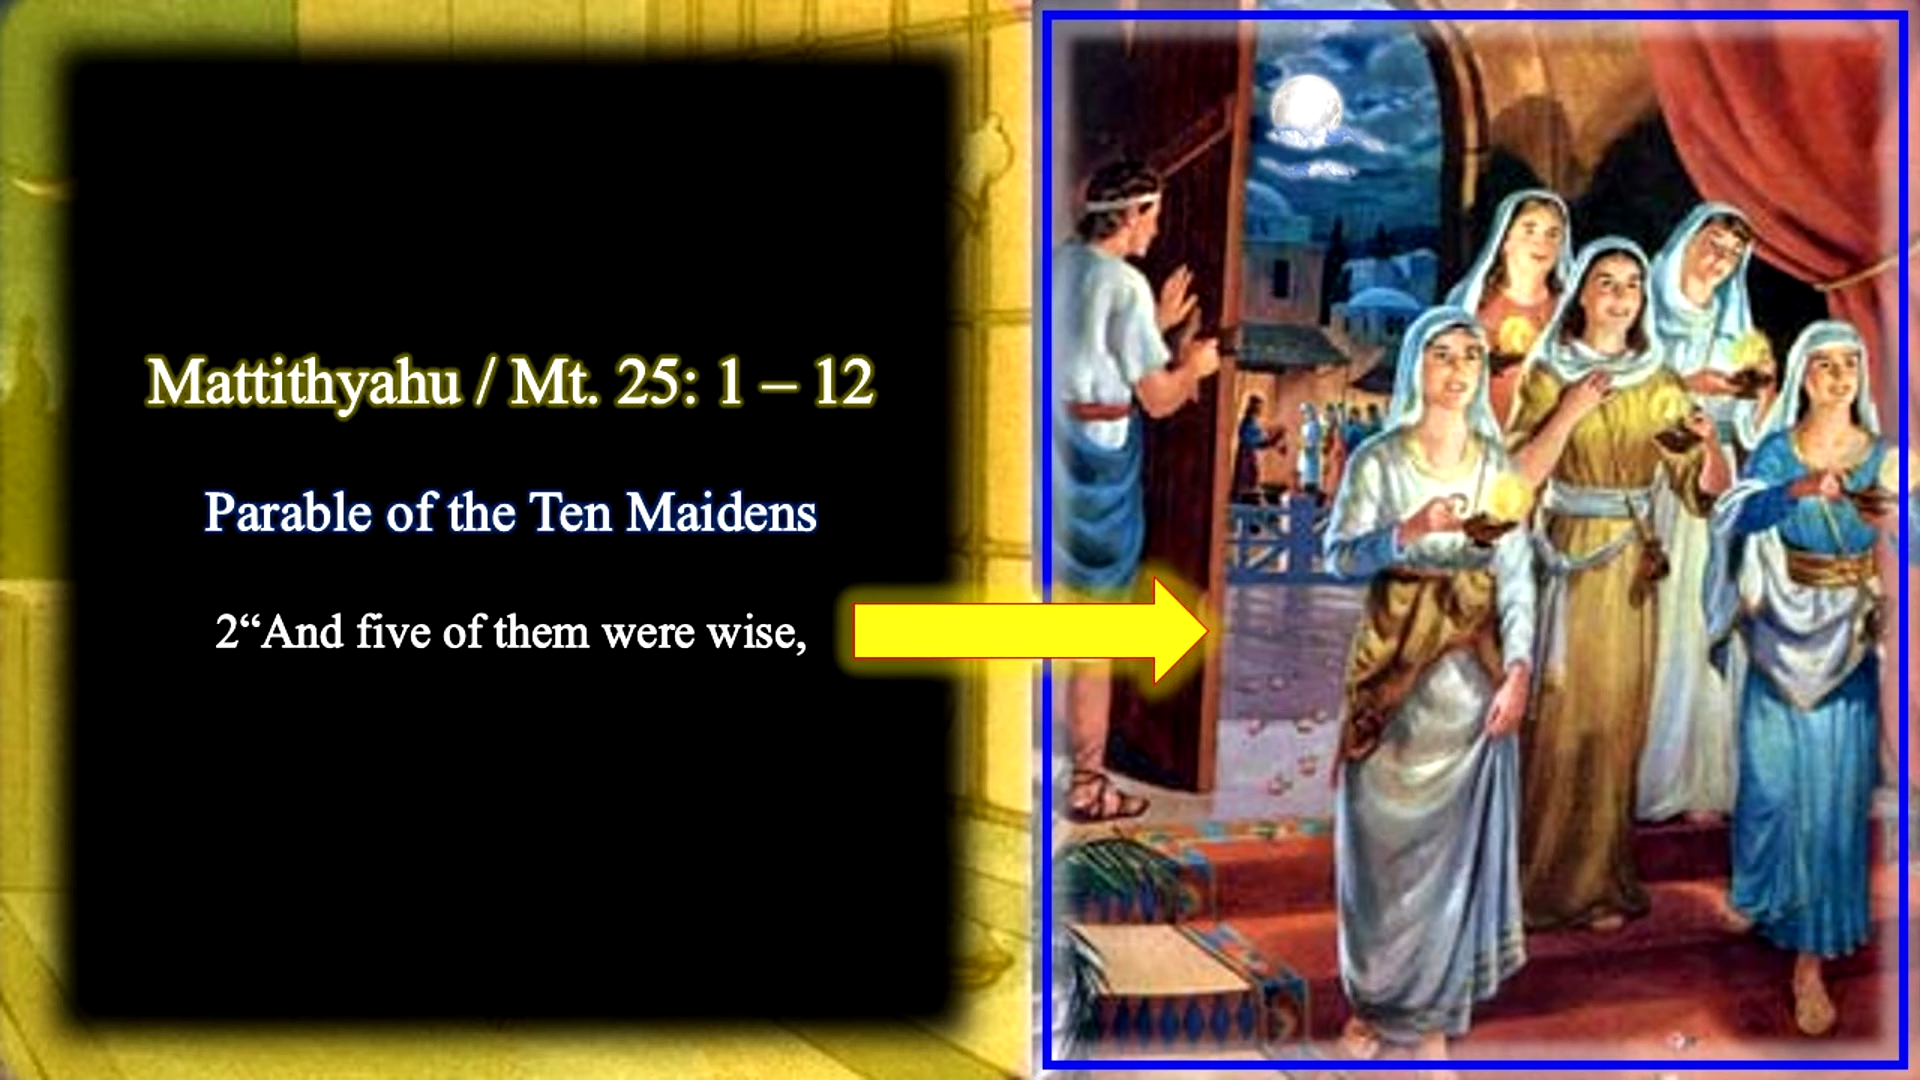 Mattithyahu / Mt. 25: 1 – 12
Parable of the Ten Maidens
2“And five of them were wise,